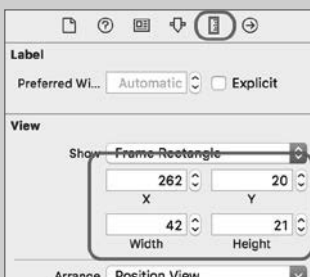 Label
Preferred Wi... Automatic Explicit
View
Show Frame Rectangle
262 20
X Y
42 21
Width Height
Arrange Position View